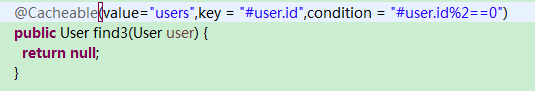 @Cacheable(value="users",key = "#user.id",condition = "#user.id%2==0")
public User find3(User user) {
return null;
}